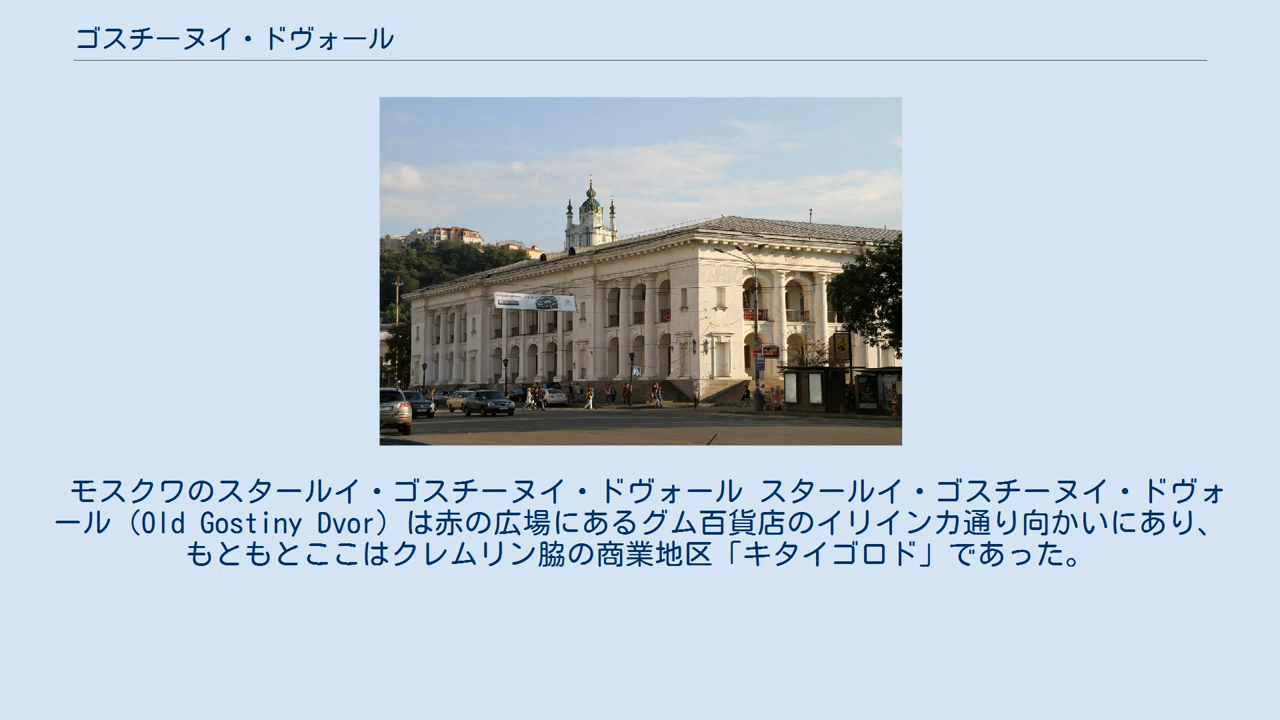 ゴスチーヌイ・ドヴォール
モスクワのスタールイ・ゴスチーヌイ・ドヴォール スタールイ・ゴスチーヌイ・ドヴォ
ール (Old Gostiny Dvor) は赤の広場にあるグム百貨店のイリインカ通り向かいにあり、
もともとここはクレムリン脇の商業地区「キタイゴロド」であった。